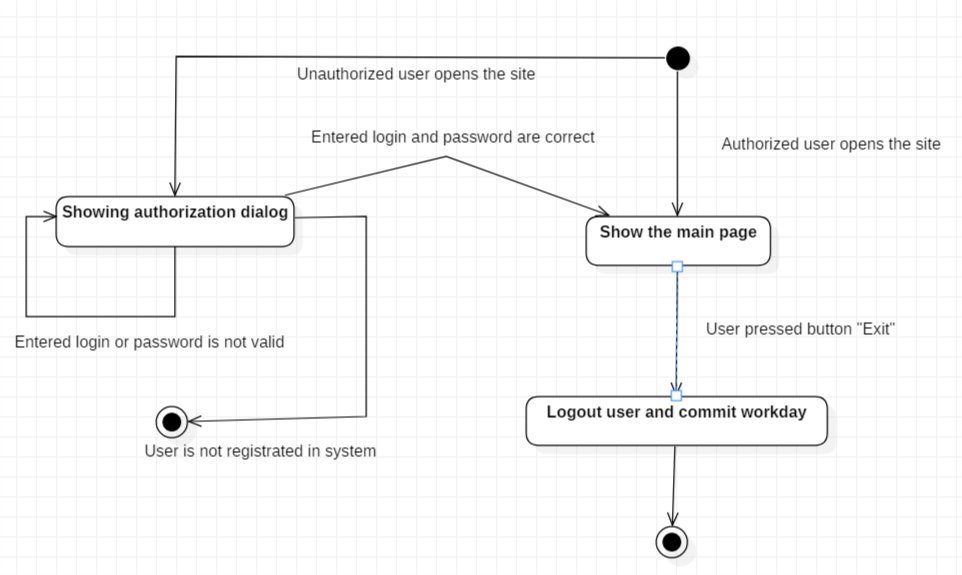 Unauthorized user opens the site
Entered login and password are correct
Authorized user opens the site
Showing authorization dialog
Show the main page
User pressed button "Exit"
Entered login or password is not valid
Logout user and commit workday
User is not registrated in system